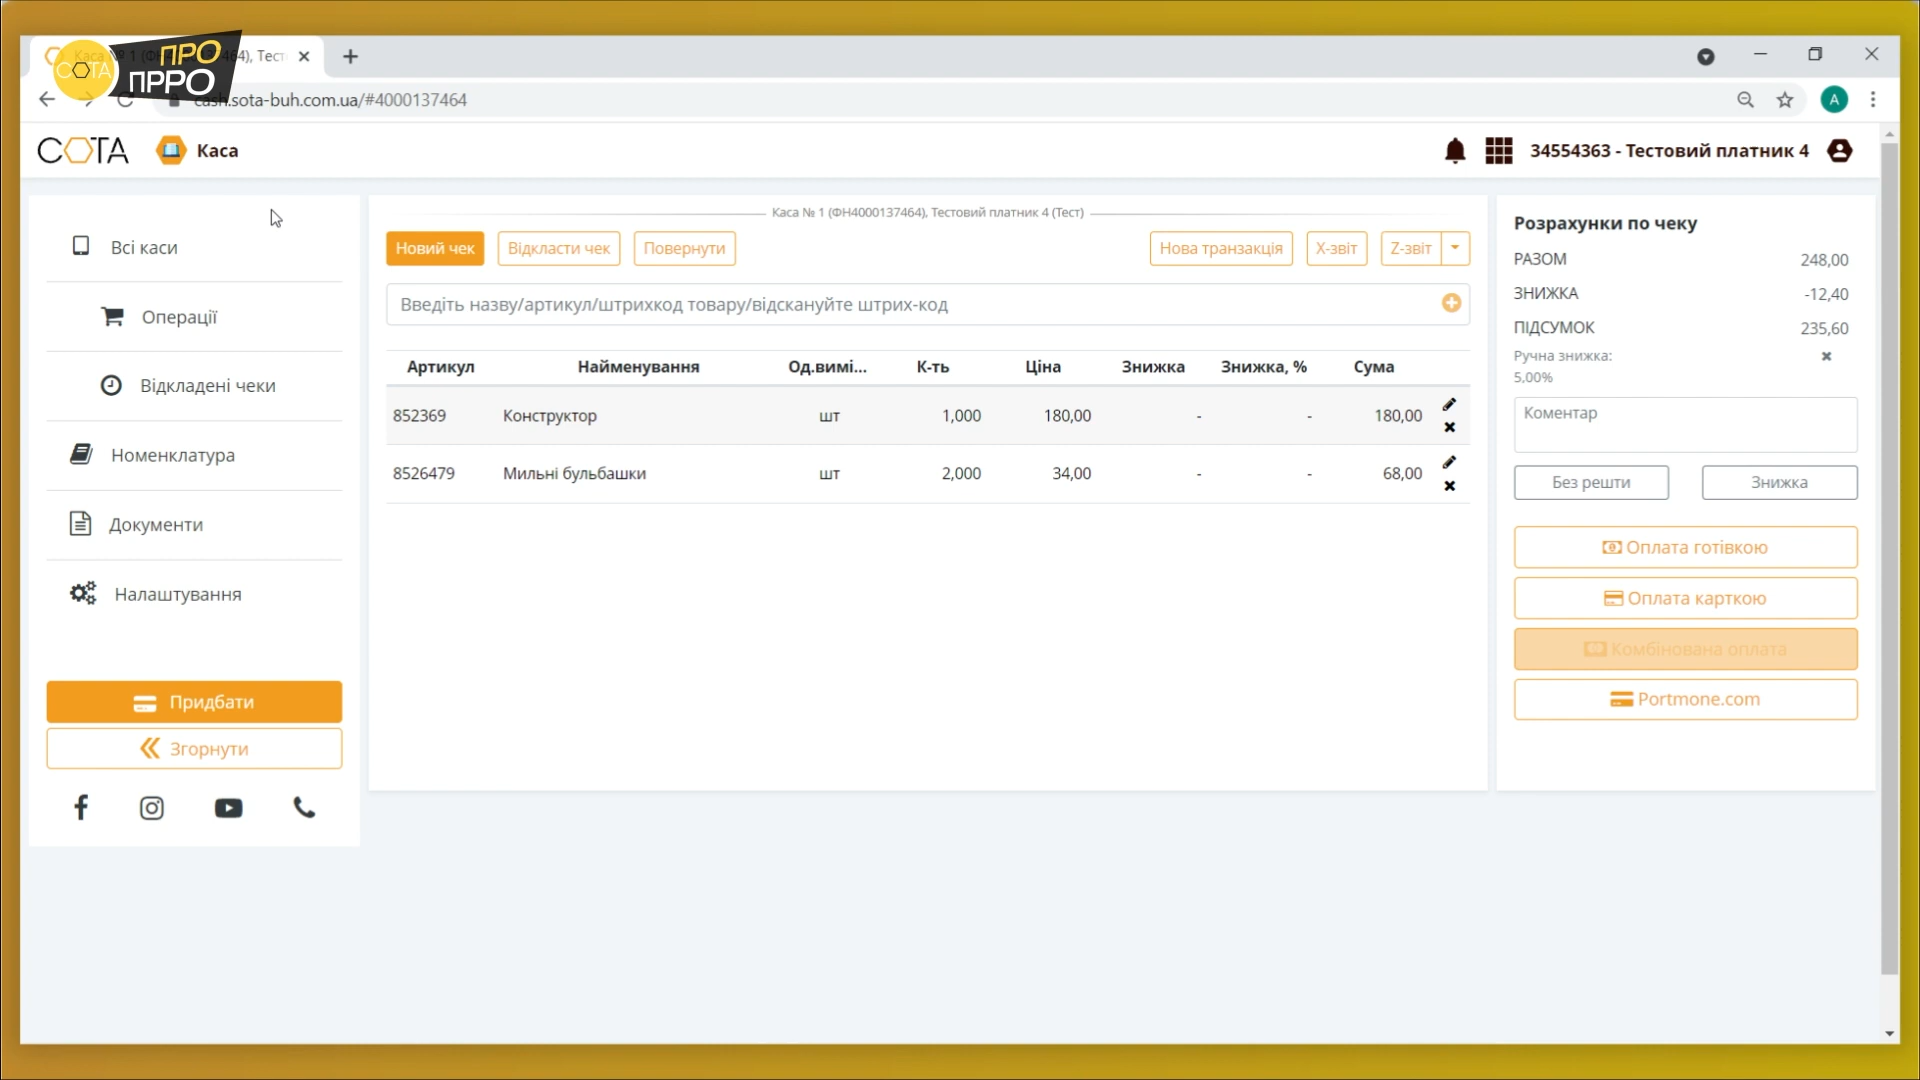 ПРО
СОТА
ПРРО
464), Тест
cash.sota-buh.com.ua/#4000137464
A
СОТА
Каса
34554363 - Тестовий платник 4
Всі каси
Операції
Відкладені чеки
Номенклатура
Документи
Налаштування
Придбати
Згорнути
Каса № 1 (ФН4000137464), Тестовий платник 4 (Тест)
Новий чек
Відкласти чек
Повернути
Нова транзакція
X-звіт
Z-звіт
Введіть назву/артикул/штрихкод товару/відскануйте штрих-код
Артикул Найменування Од.вимі... К-ть Ціна Знижка Знижка, % Сума
852369 Конструктор шт 1,000 180,00 - - 180,00
8526479 Мильні бульбашки шт 2,000 34,00 - - 68,00
Розрахунки по чеку
РАЗОМ 248,00
ЗНИЖКА -12,40
ПІДСУМОК 235,60
Ручна знижка:
5,00%
Коментар
Без решти
Знижка
Оплата готівкою
Оплата карткою
Комбінована оплата
Portmone.com